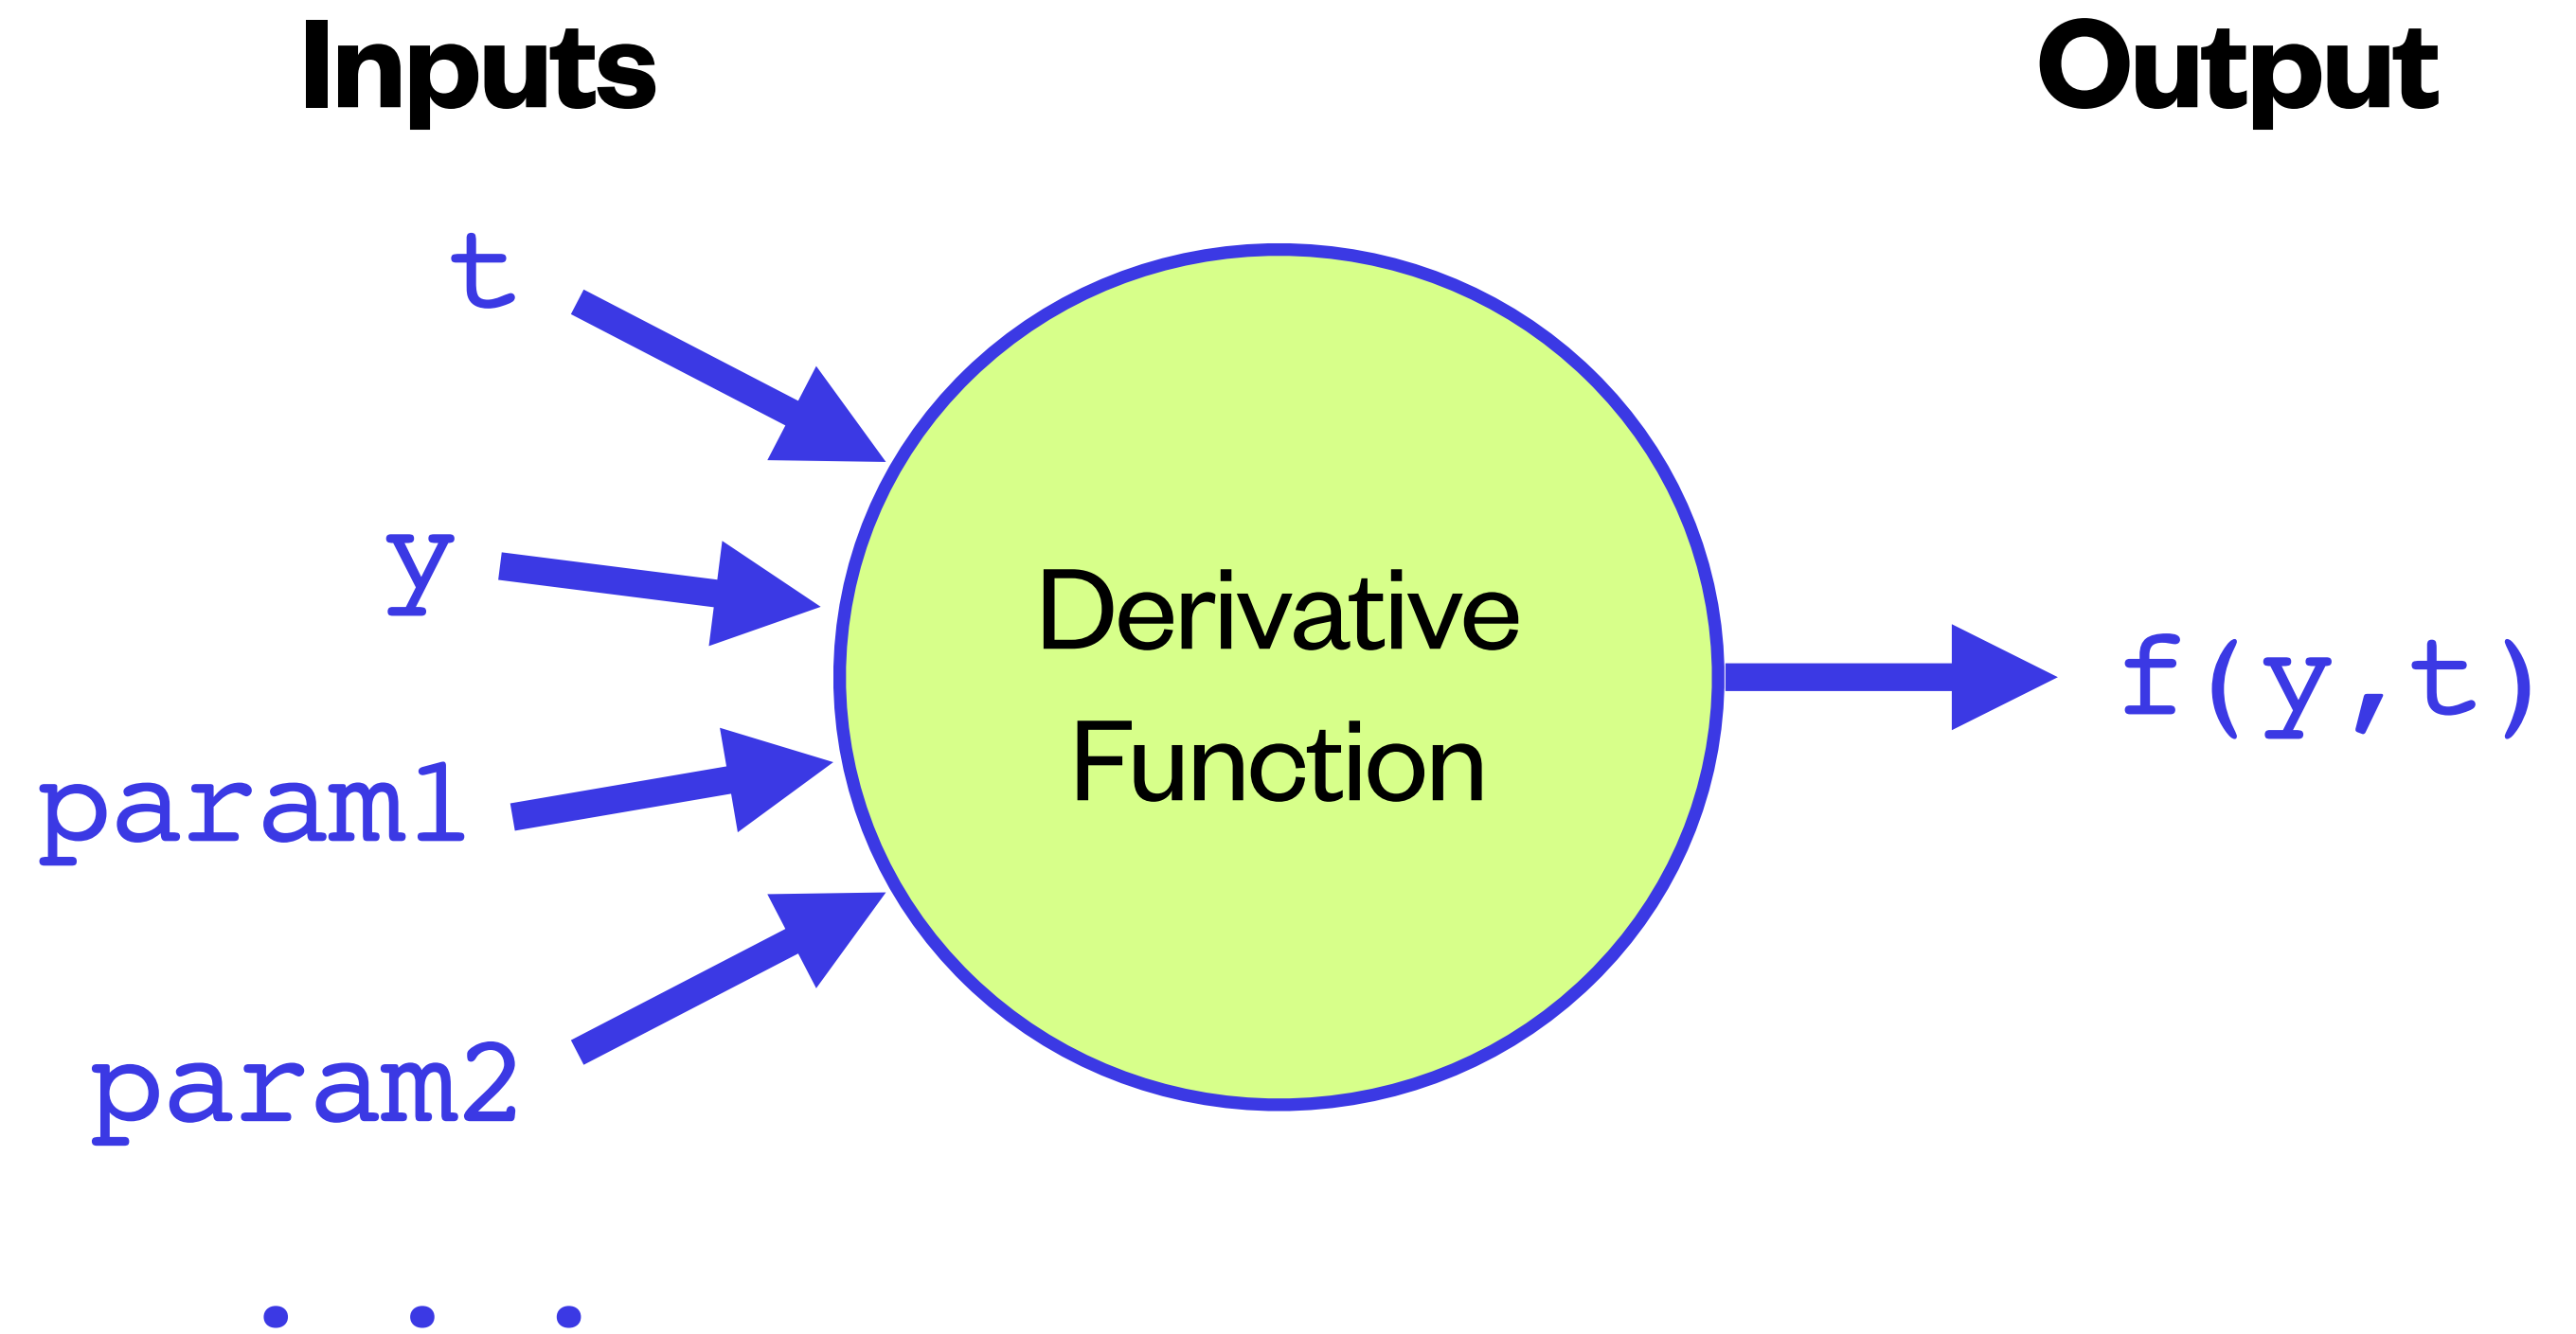 Inputs
Output
t
y
param1
param2
. . .
Derivative
Function
f(y,t)